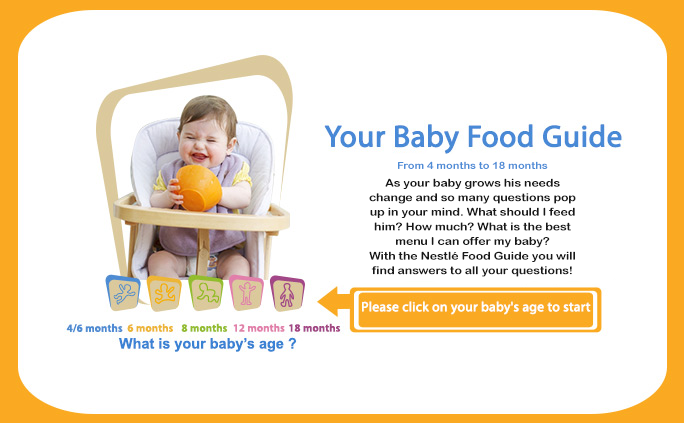 Your Baby Food Guide
From 4 months to 18 months
As your baby grows his needs
change and so many questions pop
up in your mind. What should I feed
him? How much? What is the best
menu I can offer my baby?
With the Nestlé Food Guide you will
find answers to all your questions!
Please click on your baby's age to start
4/6 months 6 months 8 months 12 months 18 months
What is your baby's age ?